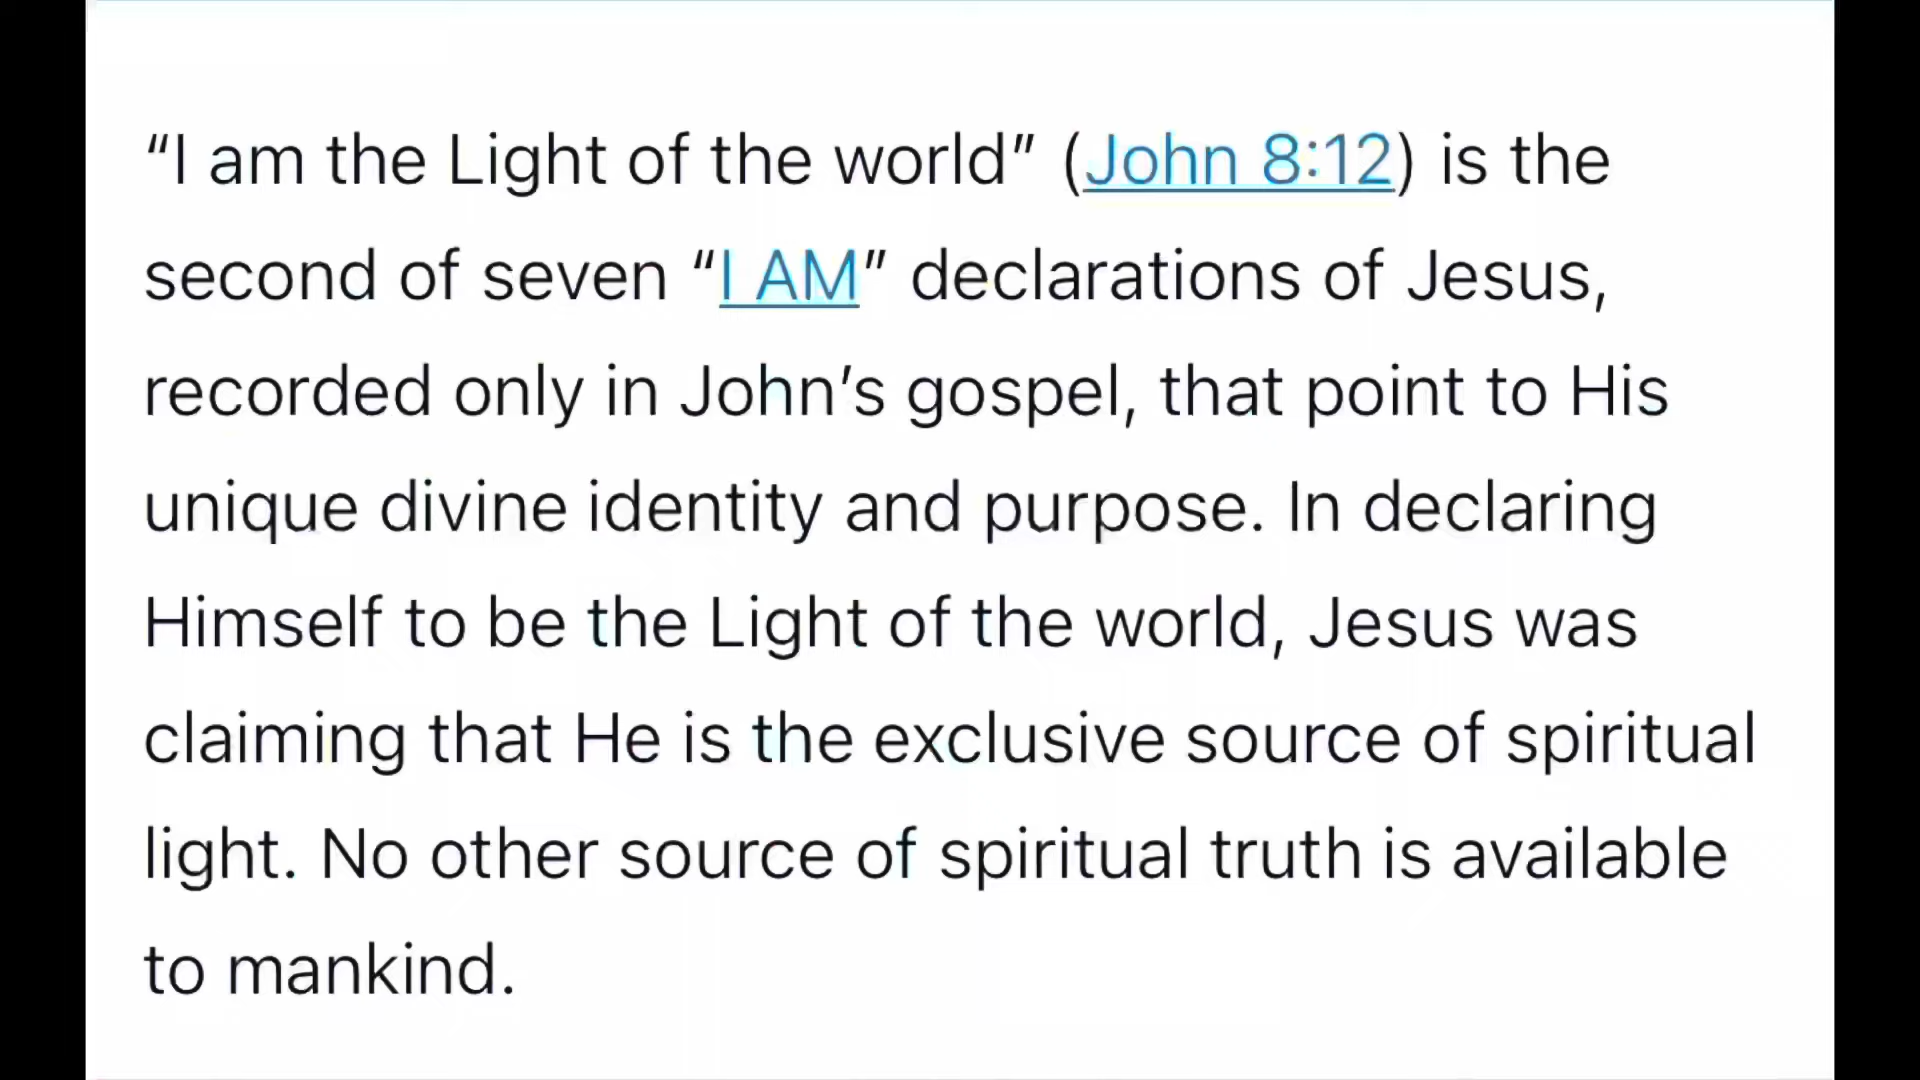 “I am the Light of the world” (John 8:12) is the
second of seven “I AM” declarations of Jesus,
recorded only in John’s gospel, that point to His
unique divine identity and purpose. In declaring
Himself to be the Light of the world, Jesus was
claiming that He is the exclusive source of spiritual
light. No other source of spiritual truth is available
to mankind.